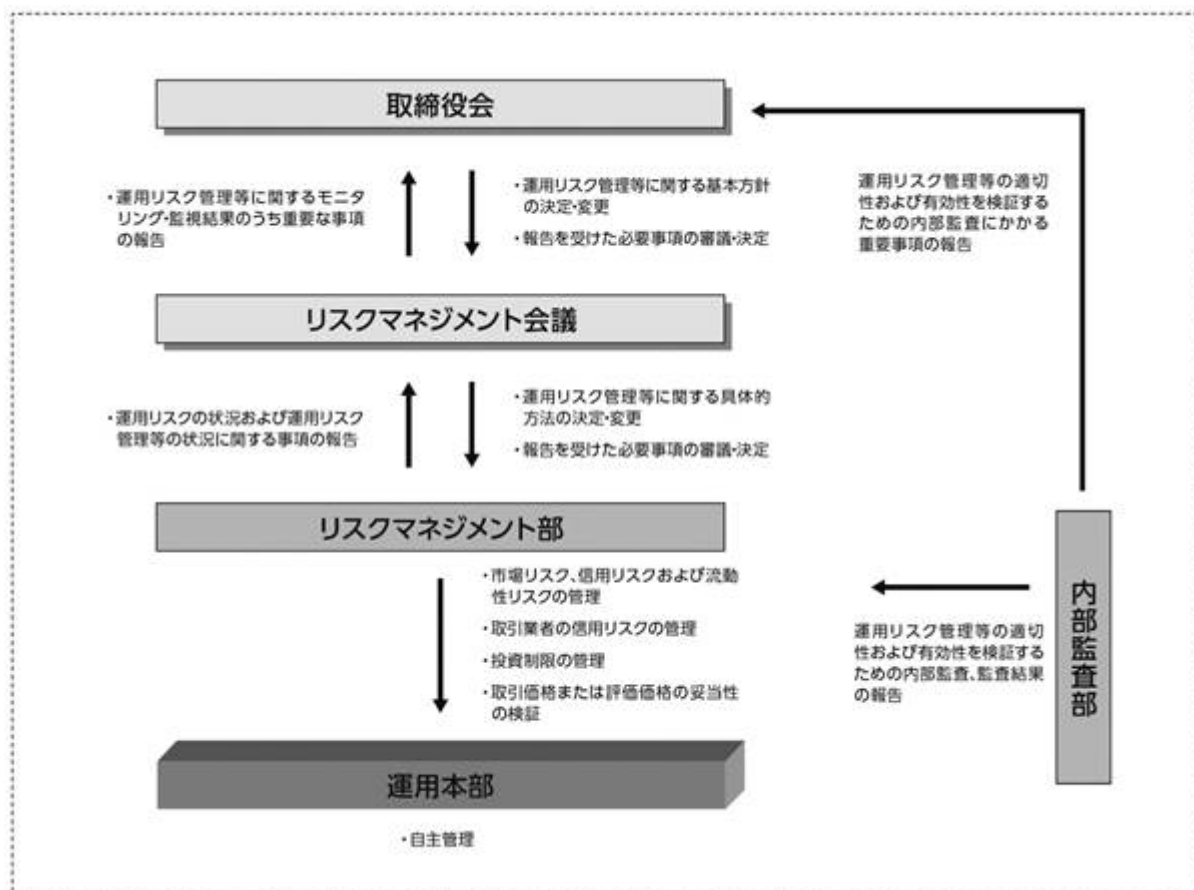 取締役会
・運用リスク管理等に関するモニタ
リング・監視結果のうち重要な事項
の報告
・運用リスク管理等に関する基本方針
の決定・変更
・報告を受けた必要事項の審議・決定
運用リスク管理等の適切
性および有効性を検証する
ための内部監査にかかる
重要事項の報告
リスクマネジメント会議
・運用リスクの状況および運用リスク
管理等の状況に関する事項の報告
・運用リスク管理等に関する具体的
方法の決定・変更
・報告を受けた必要事項の審議・決定
リスクマネジメント部
・市場リスク、信用リスクおよび流動
性リスクの管理
・取引業者の信用リスクの管理
・投資制限の管理
・取引価格または評価価格の妥当性
の検証
運用リスク管理等の適切
性および有効性を検証する
ための内部監査、監査結果
の報告
内部監査部
運用本部
・自主管理